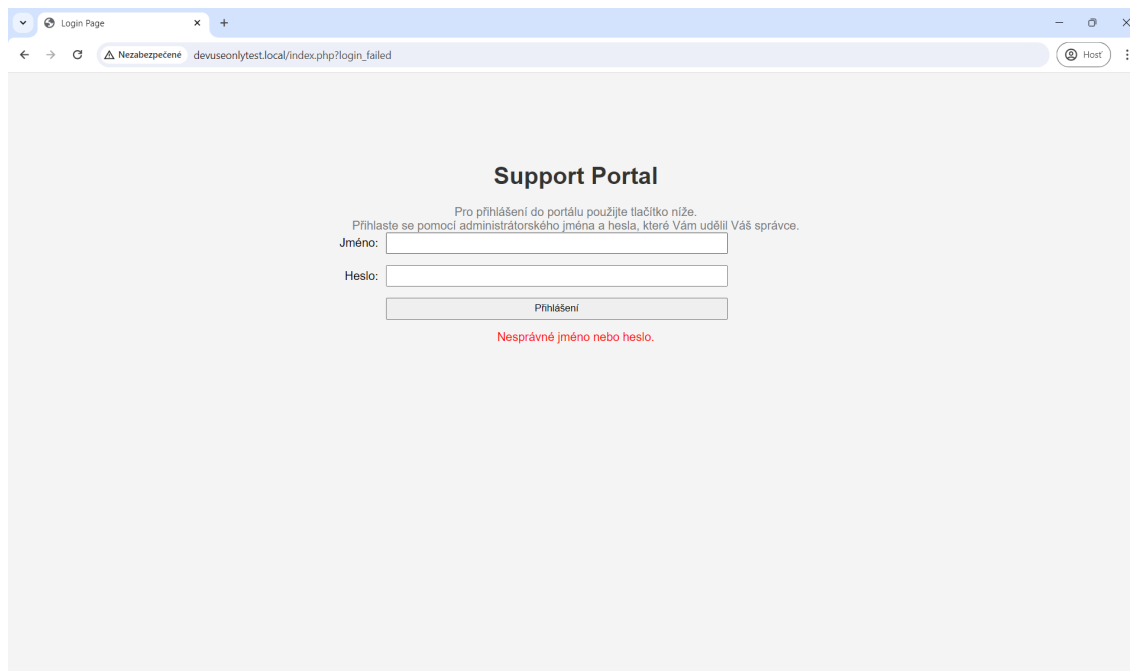 Login Page
Nezabezpečené devuseonlytest.local/index.php?login_failed
Hosť
Support Portal
Pro přihlášení do portálu použijte tlačítko níže.
Přihlaste se pomocí administrátorského jména a hesla, které Vám udělil Váš správce.
Jméno:
Heslo:
Přihlášení
Nesprávné jméno nebo heslo.